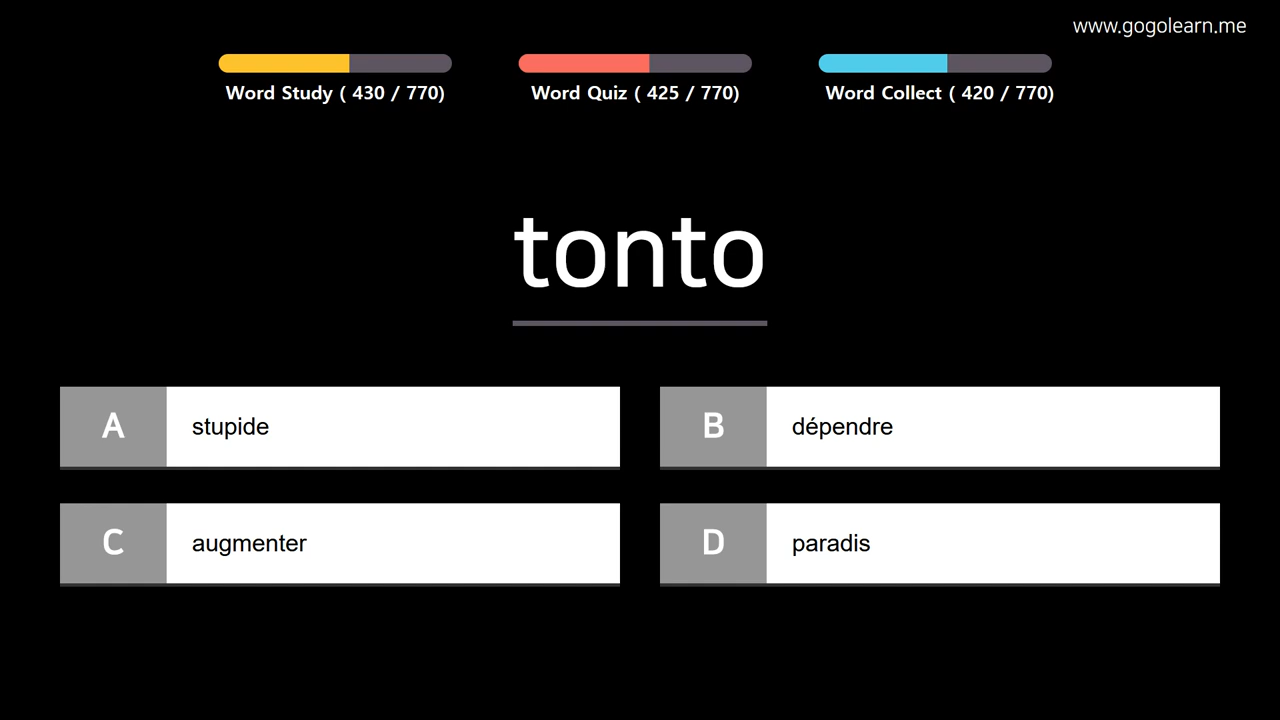 www.gogolearn.me
Word Study ( 430 / 770)
Word Quiz ( 425 / 770)
Word Collect ( 420 / 770)
tonto
A stupide
B dépendre
C augmenter
D paradis